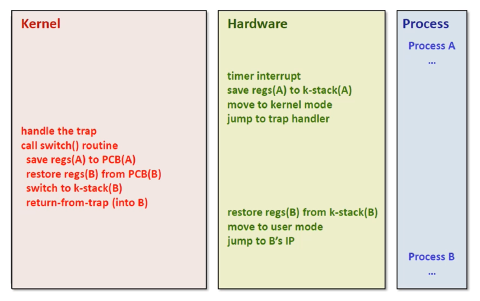 Kernel
handle the trap
call switch() routine
save regs(A) to PCB(A)
restore regs(B) from PCB(B)
switch to k-stack(B)
return-from-trap (into B)
Hardware
timer interrupt
save regs(A) to k-stack(A)
move to kernel mode
jump to trap handler
restore regs(B) from k-stack(B)
move to user mode
jump to B's IP
Process
Process A
...
Process B
...